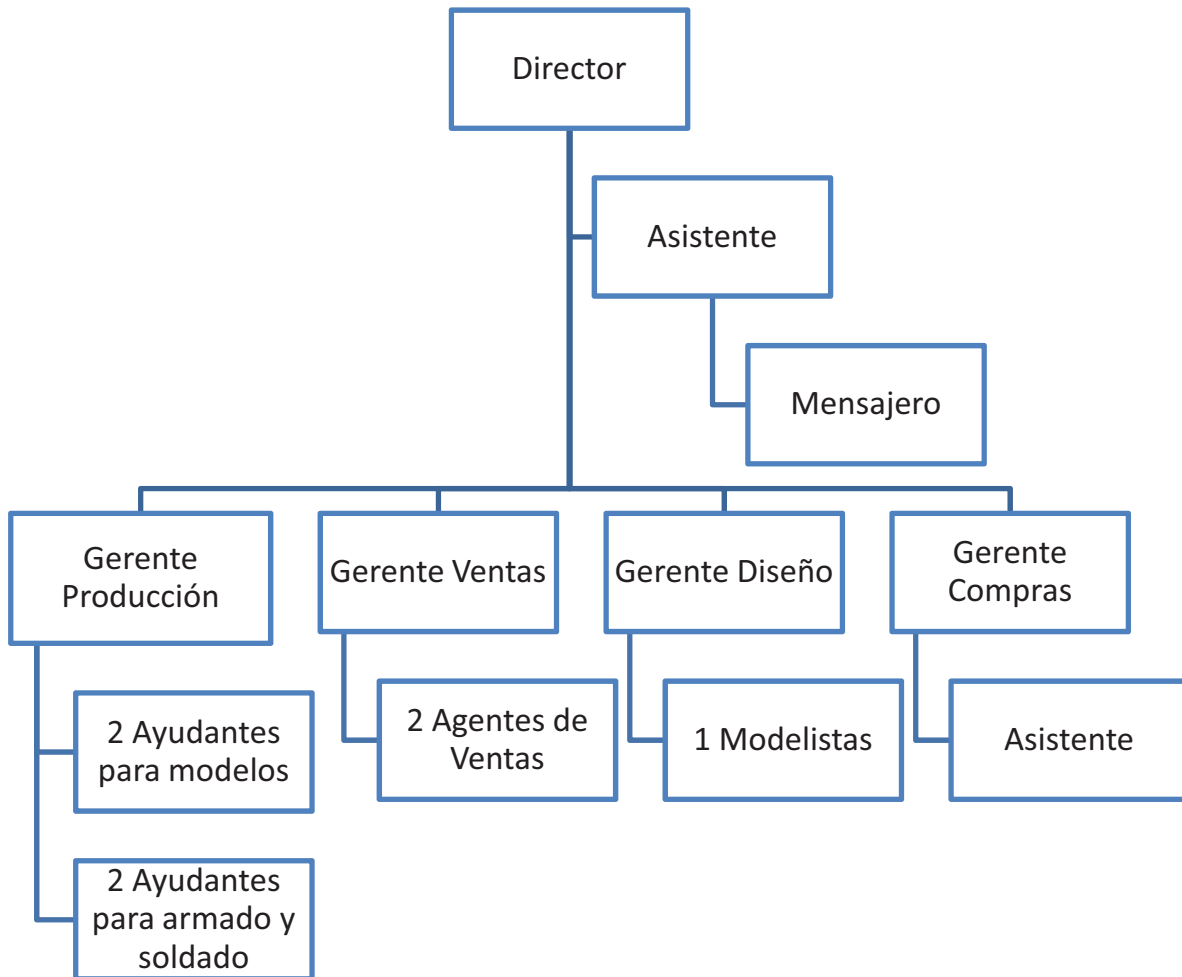 Director
Asistente
Mensajero
Gerente
Producción
Gerente Ventas
Gerente Diseño
Gerente
Compras
2 Ayudantes
para modelos
2 Agentes de
Ventas
1 Modelistas
Asistente
2 Ayudantes
para armado y
soldado